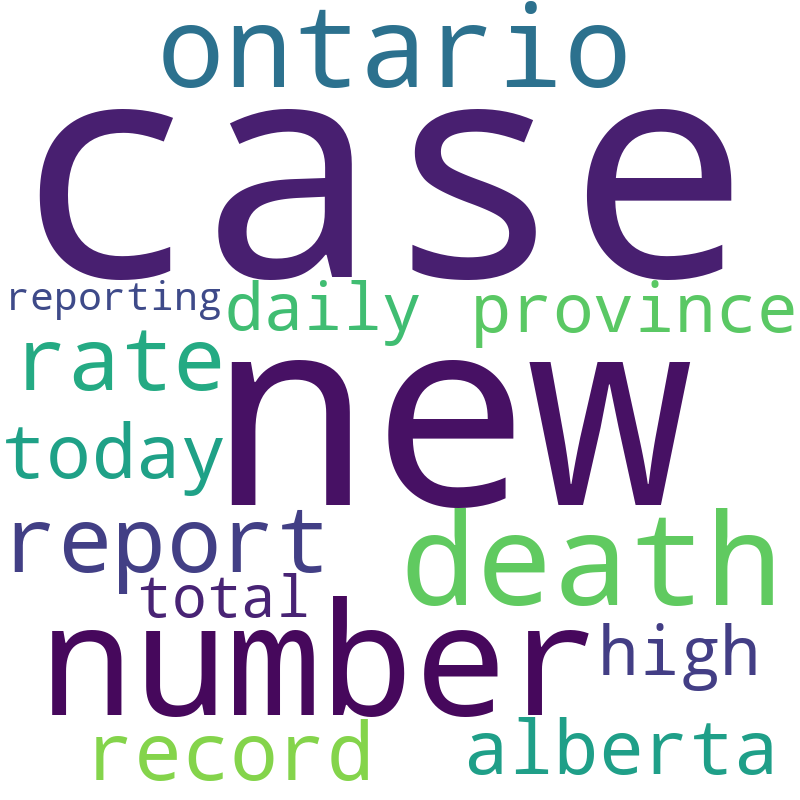 ontario
case
reporting daily province
rate
new
today
report death
total
number high
record alberta